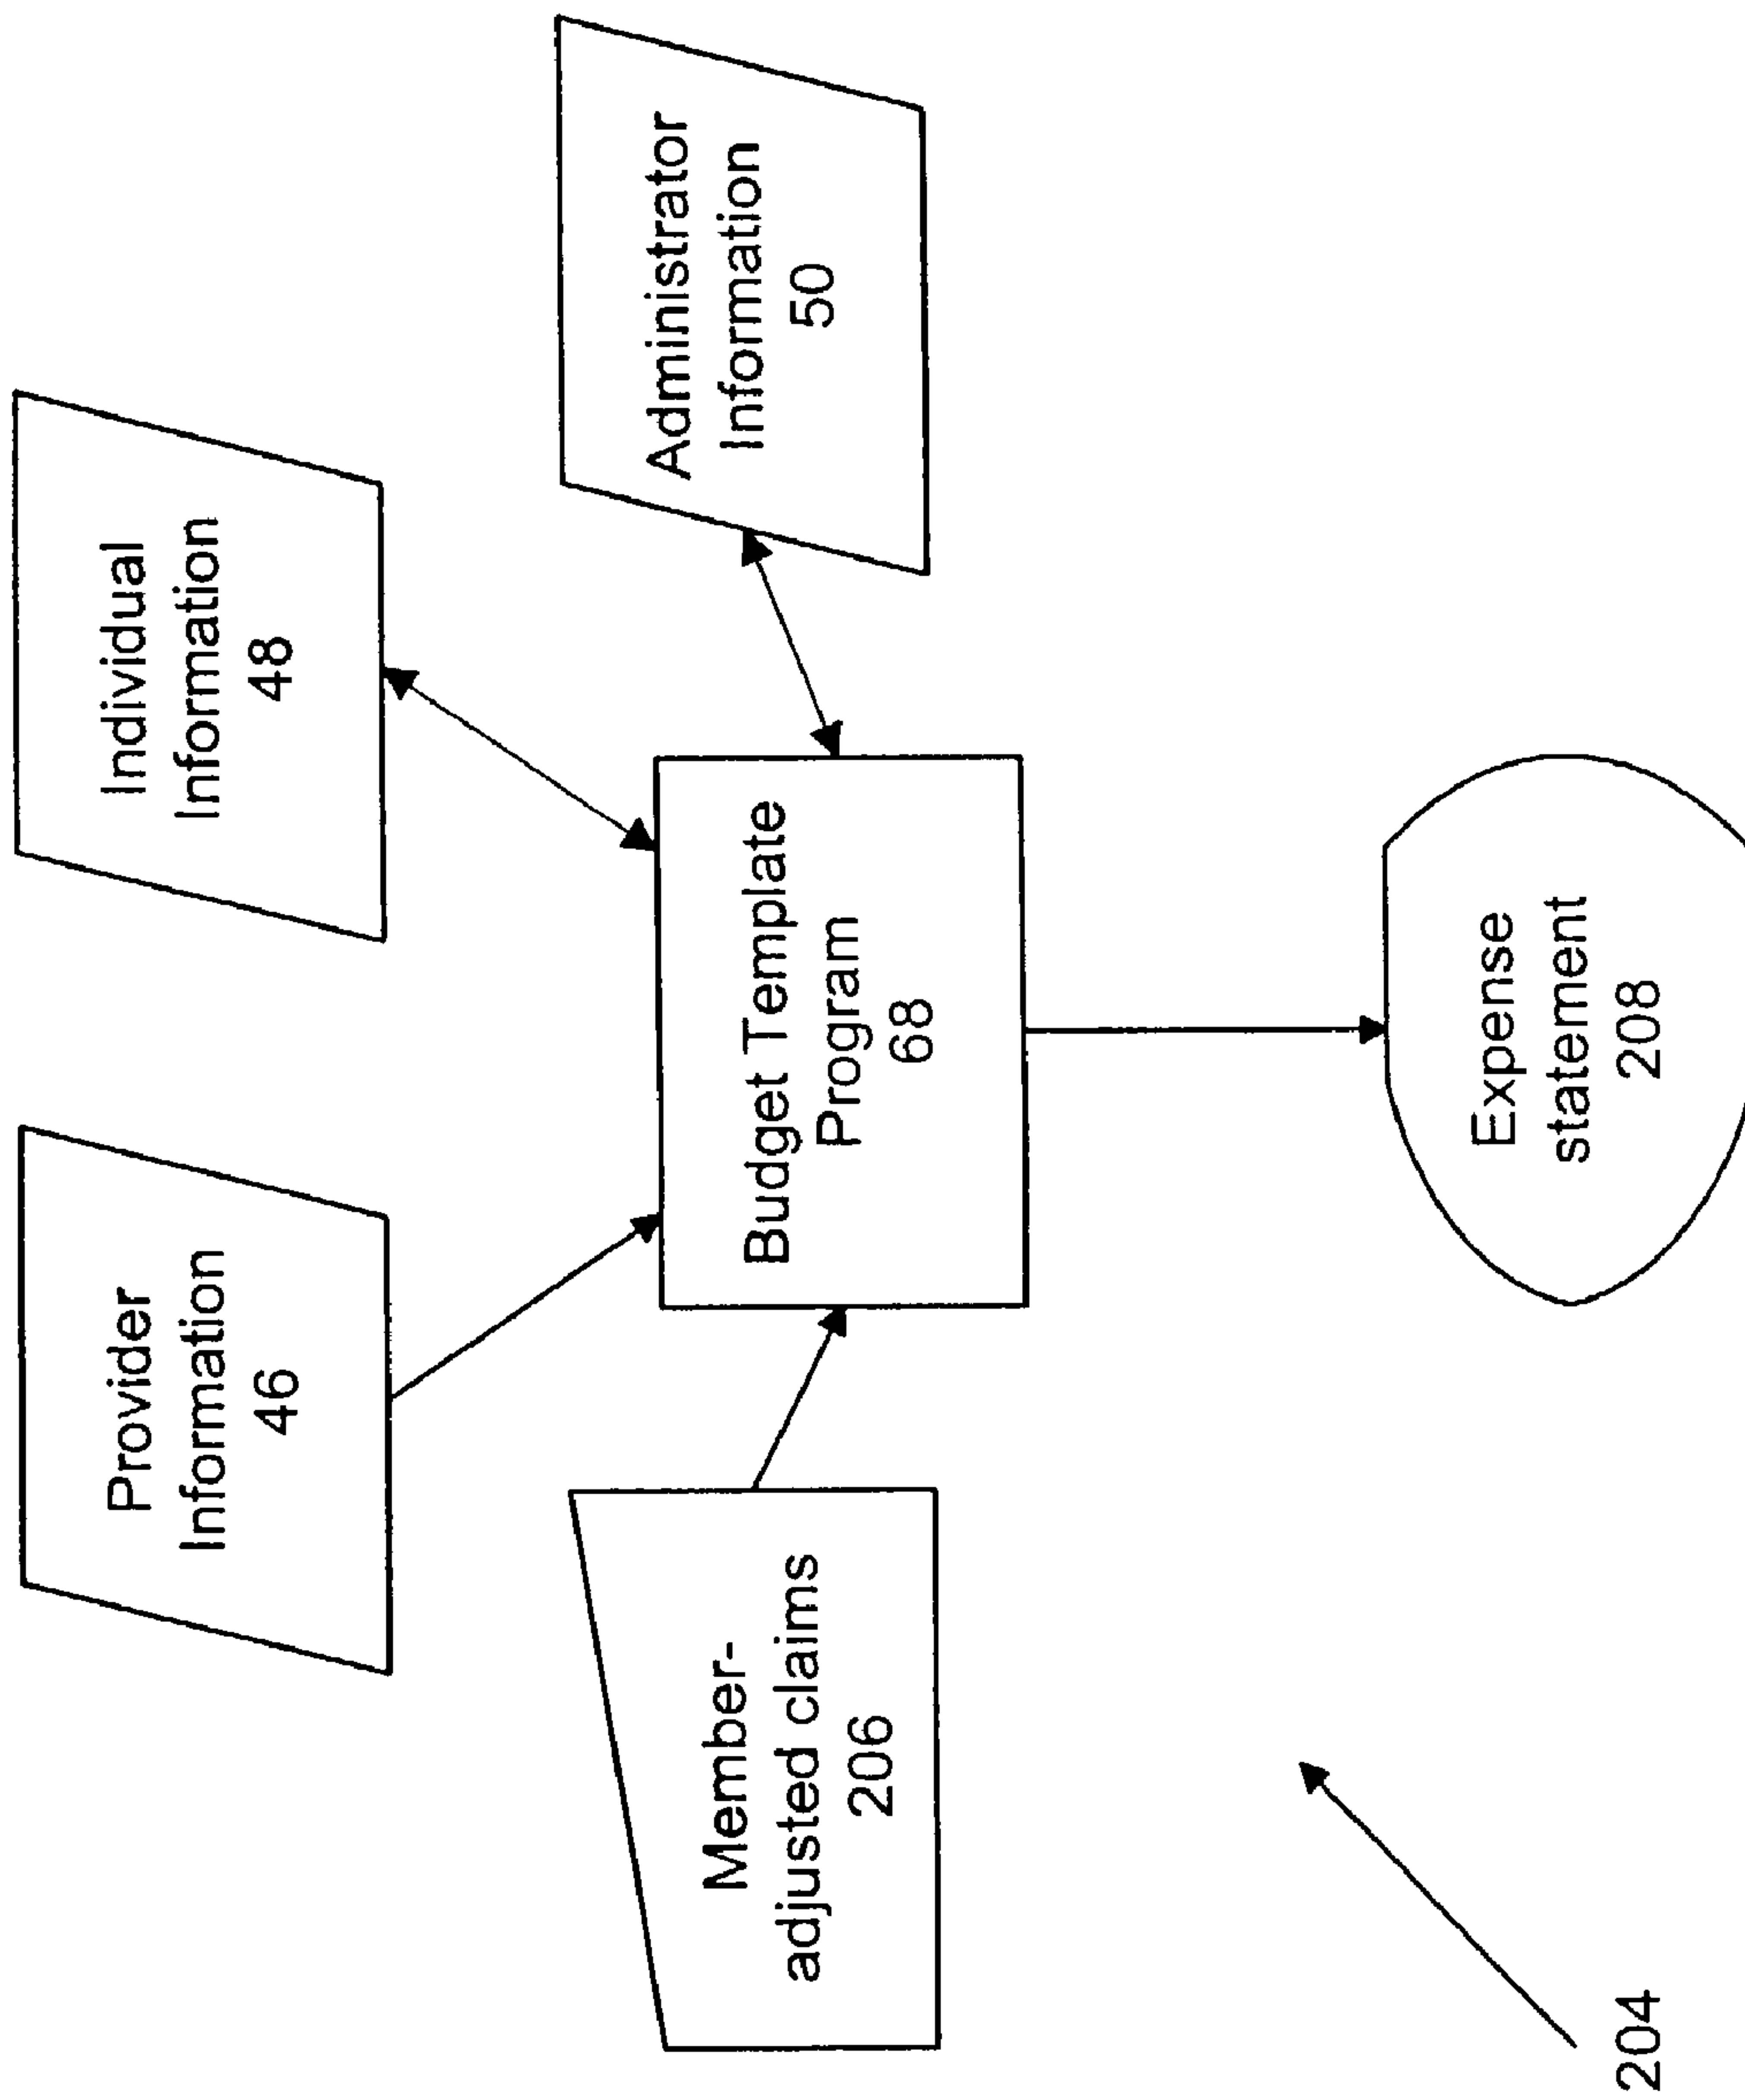 Provider
Information
46
Individual
Information
48
Member-
adjusted claims
206
Budget Template
Program
68
Administrator
Information
50
Expense
statement
208
204